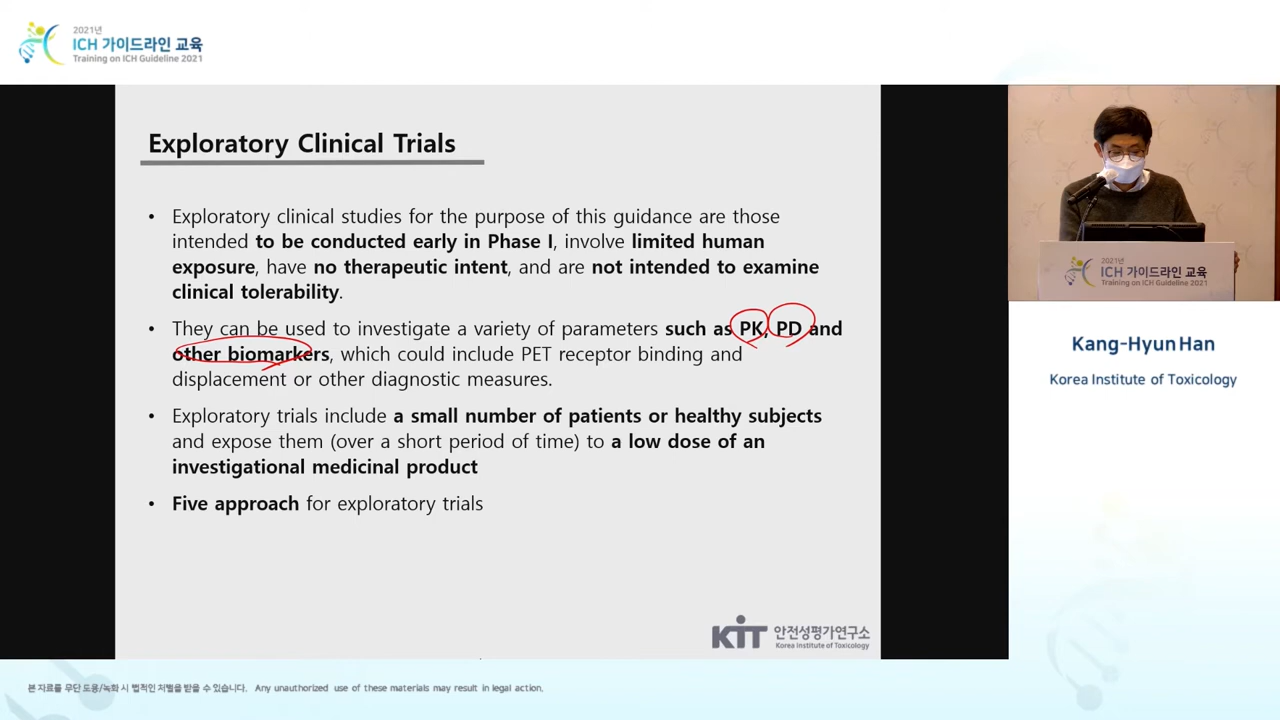 2021년
ICH 가이드라인 교육
Training on ICH Guideline 2021
Exploratory Clinical Trials
• Exploratory clinical studies for the purpose of this guidance are those
intended to be conducted early in Phase I, involve limited human
exposure, have no therapeutic intent, and are not intended to examine
clinical tolerability.
• They can be used to investigate a variety of parameters such as PK, PD and
other biomarkers, which could include PET receptor binding and
displacement or other diagnostic measures.
• Exploratory trials include a small number of patients or healthy subjects
and expose them (over a short period of time) to a low dose of an
investigational medicinal product
• Five approach for exploratory trials
KIT 안전성평가연구소
Korea Institute of Toxicology
2021년
ICH 가이드라인 교육
Training on ICH Guideline 2021
Kang-Hyun Han
Korea Institute of Toxicology
본 자료를 무단 도용/녹화 시 법적인 처벌을 받을 수 있습니다. Any unauthorized use of these materials may result in legal action.